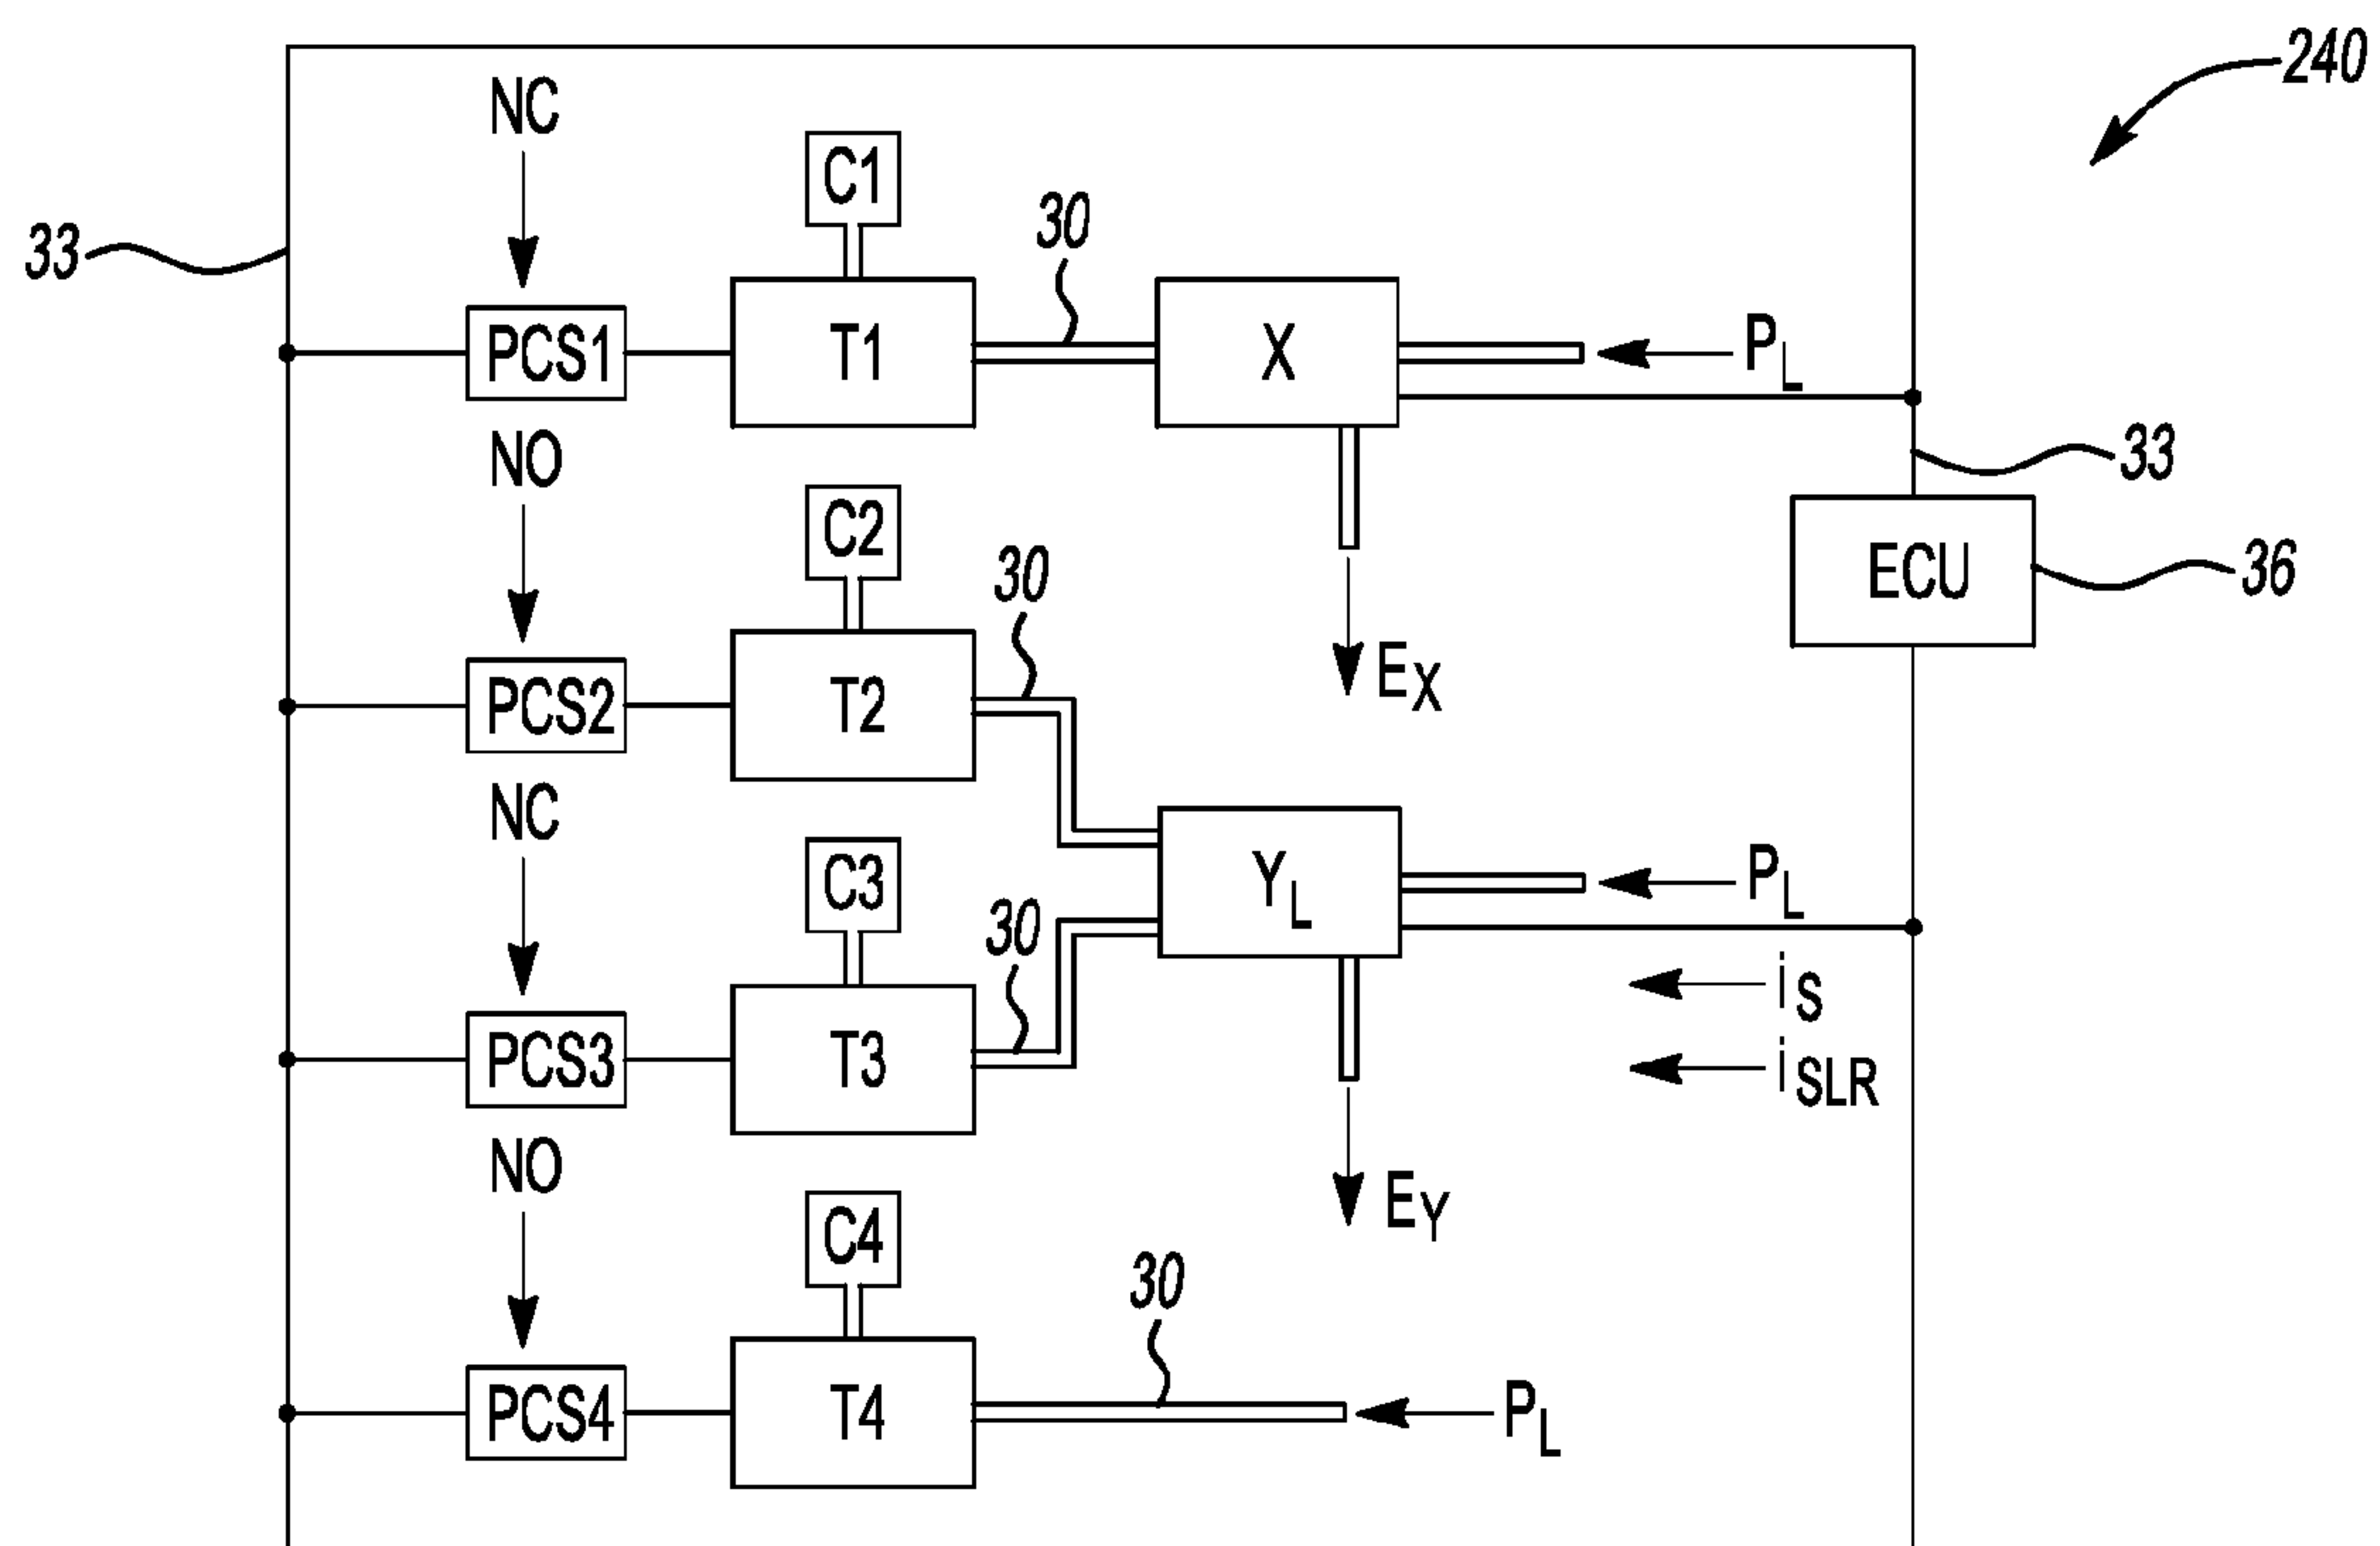 240
NC
C1
30
33
PCS1
T1
X
PL
NO
33
C2
30
ECU
36
EX
PCS2
T2
NC
C3
YL
PL
30
iS
PCS3
T3
iSLR
NO
C4
EY
30
PCS4
T4
PL